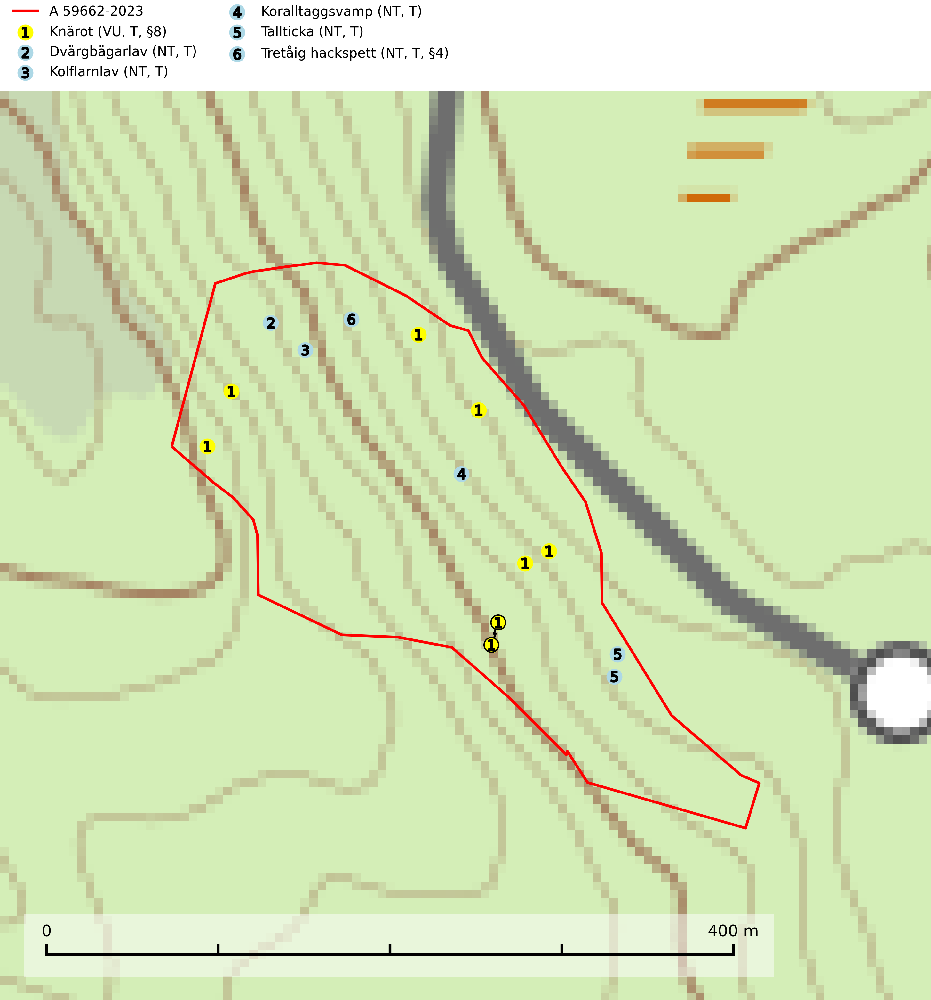 A 59662-2023
1 Knärot (VU, T, §8)
2 Dvärgbägarlav (NT, T)
3 Kolflarnlav (NT, T)
4 Koralltaggsvamp (NT, T)
5 Tallticka (NT, T)
6 Tretåig hackspett (NT, T, §4)
2
6
1
3
1
1
1
4
1
1
1
1
5
5
0 400 m